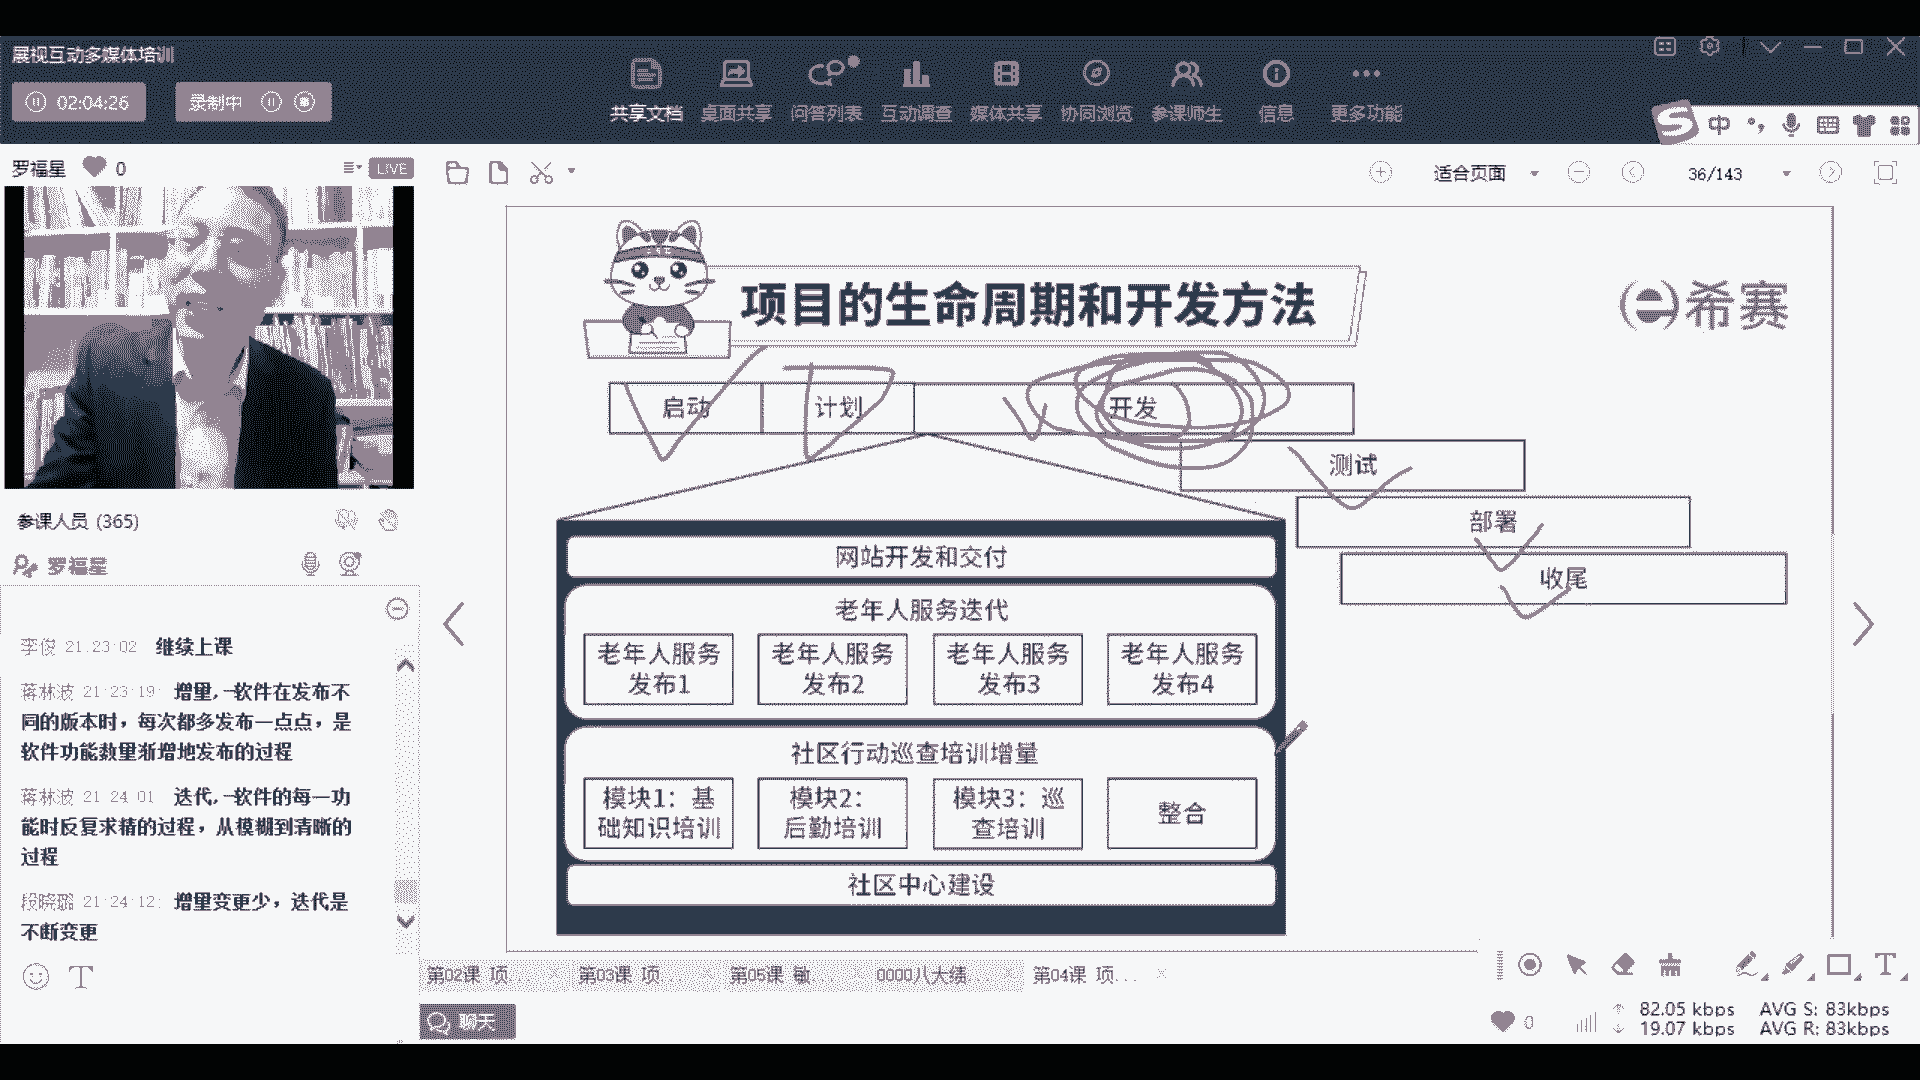 展视互动多媒体培训
02:04:26
录制中
共享文档
桌面共享
问答列表
互动调查
媒体共享
协同浏览
参课师生
信息
更多功能
中
罗福星
0
LIVE
适合页面
36/143
项目的生命周期和开发方法
希赛
启动
计划
开发
测试
部署
收尾
网站开发和交付
老年人服务迭代
老年人服务
发布1
老年人服务
发布2
老年人服务
发布3
老年人服务
发布4
社区行动巡查培训增量
模块1：基
础知识培训
模块2：
后勤培训
模块3：巡
查培训
整合
社区中心建设
参课人员 (365)
罗福星
李俊 21:23:02 继续上课
蒋林波 21:23:19: 增量,-软件在发布不
同的版本时，每次都多发布一点点，是
软件功能数量渐增地发布的过程
蒋林波 21:24:01 迭代,-软件的每一功
能时反复求精的过程，从模糊到清晰的
过程
段晓璐 21:24:12: 增量变更少，迭代是
不断变更
第02课 项...
第03课 项...
第05课 敏...
0000八大绩...
第04课 项...
聊天
0
82.05 kbps AVG S: 83kbps
19.07 kbps AVG R: 83kbps